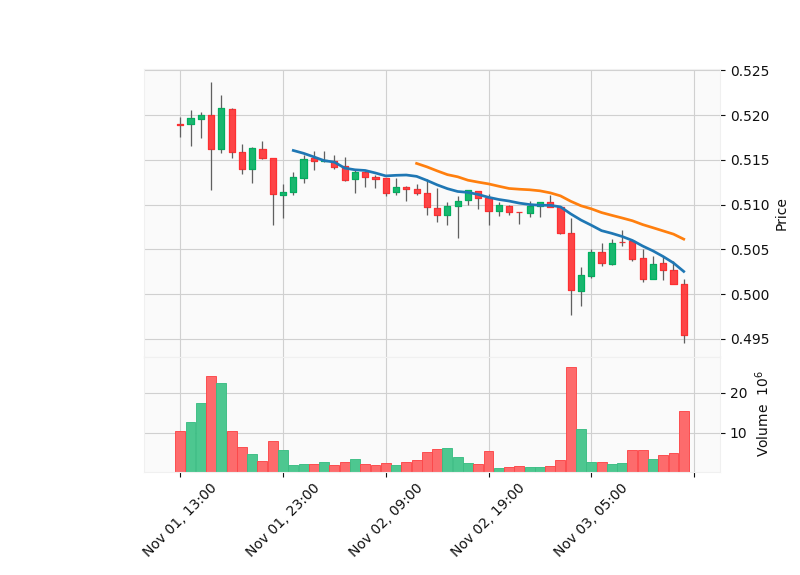 0.525
0.520
0.515
0.510
0.505
0.500
0.495
Price
20
10
Volume 10^6
Nov 01, 13:00
Nov 01, 23:00
Nov 02, 09:00
Nov 02, 19:00
Nov 03, 05:00